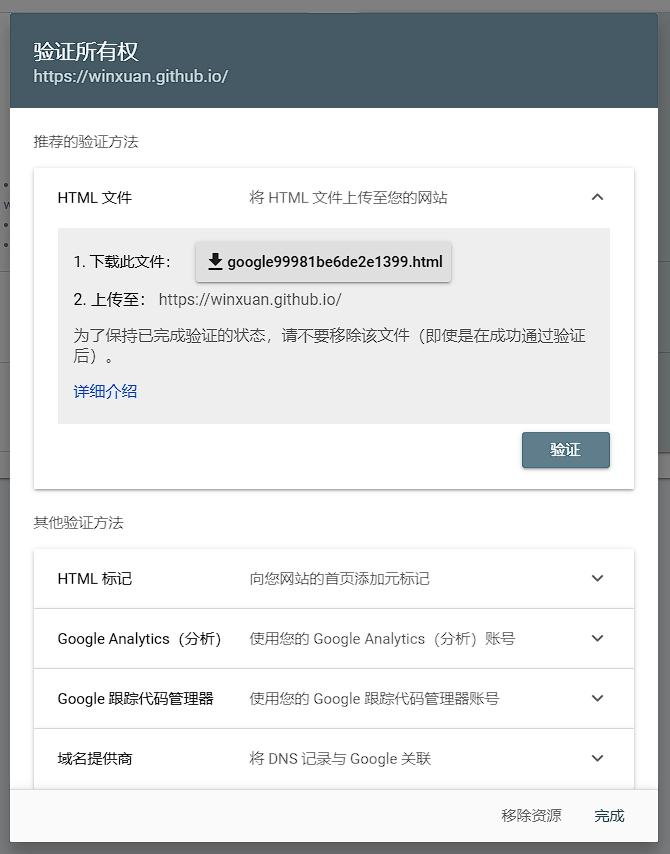 验证所有权
https://winxuan.github.io/
推荐的验证方法
HTML 文件 将 HTML 文件上传至您的网站
1. 下载此文件： google99981be6de2e1399.html
2. 上传至： https://winxuan.github.io/
为了保持已完成验证的状态，请不要移除该文件（即使是在成功通过验证
后）。
详细介绍
验证
其他验证方法
HTML 标记 向您网站的首页添加元标记
Google Analytics（分析） 使用您的 Google Analytics（分析）账号
Google 跟踪代码管理器 使用您的 Google 跟踪代码管理器账号
域名提供商 将 DNS 记录与 Google 关联
移除资源 完成